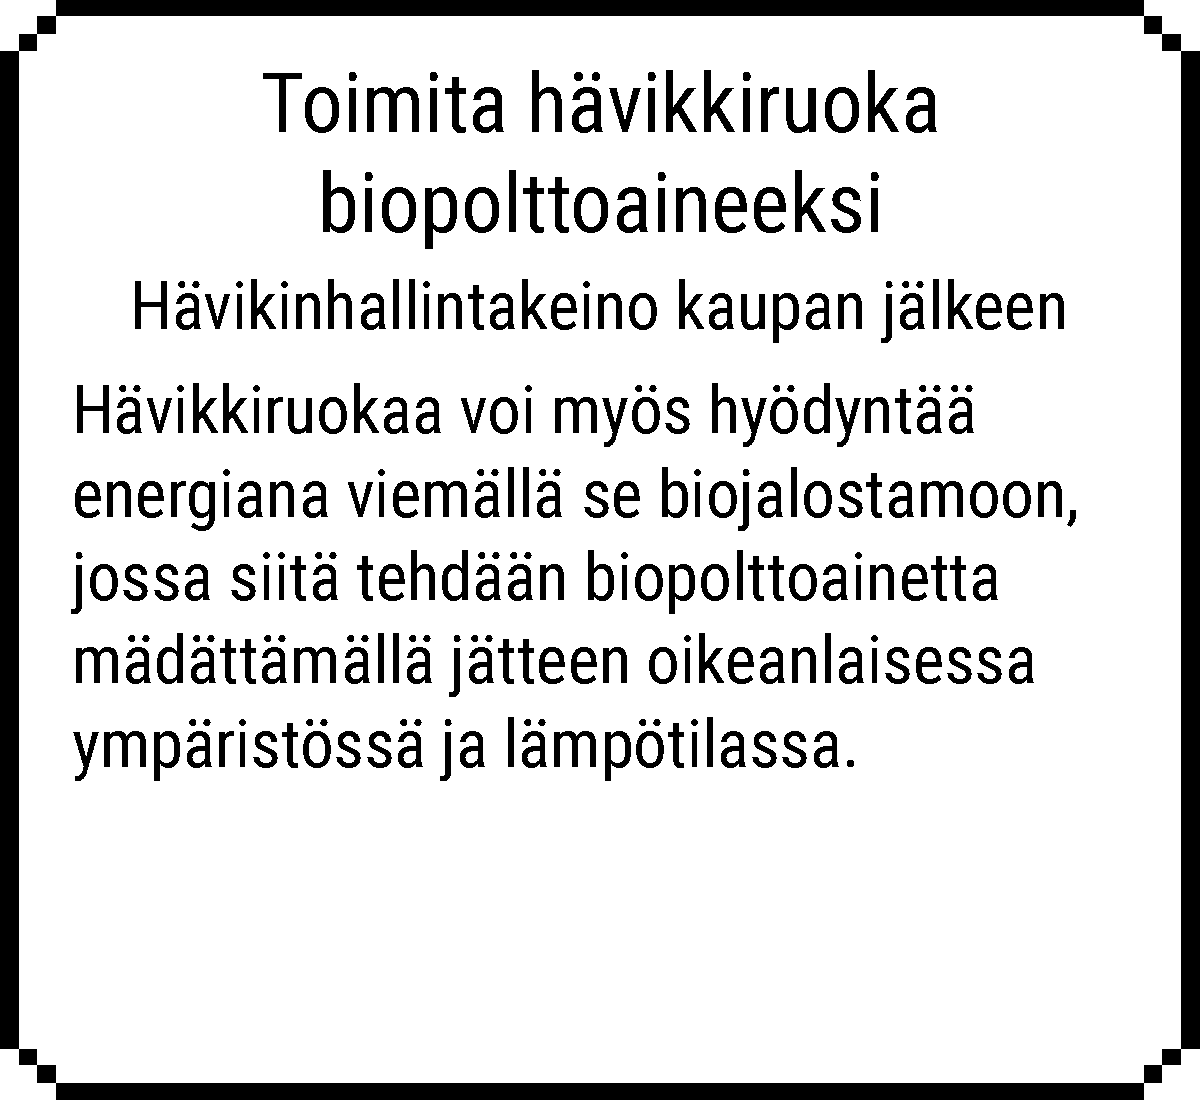 Toimita hävikkiruoka
biopolttoaineeksi
Hävikinhallintakeino kaupan jälkeen
Hävikkiruokaa voi myös hyödyntää
energiana viemällä se biojalostamoon,
jossa siitä tehdään biopolttoainetta
mädättämällä jätteen oikeanlaisessa
ympäristössä ja lämpötilassa.